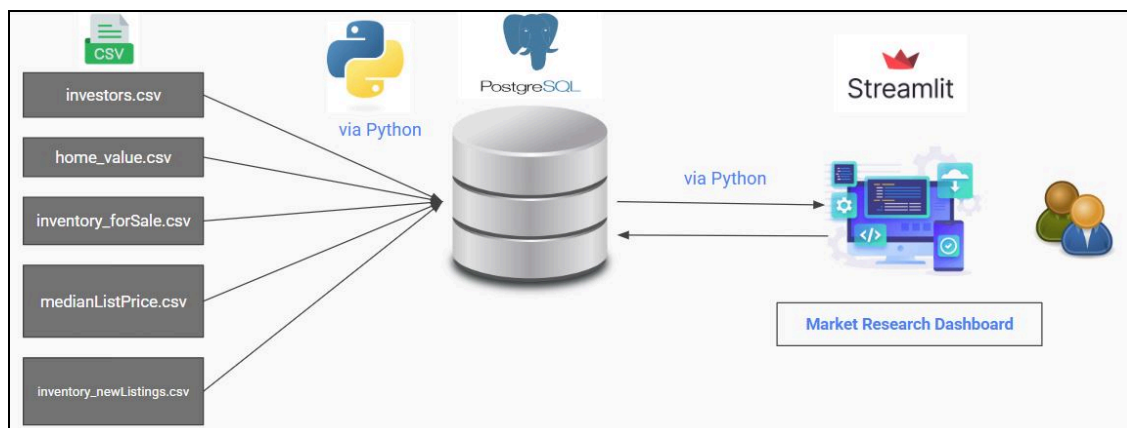 CSV
investors.csv
home_value.csv
inventory_forSale.csv
medianListPrice.csv
inventory_newListings.csv
via Python
PostgreSQL
via Python
Streamlit
</>
Market Research Dashboard